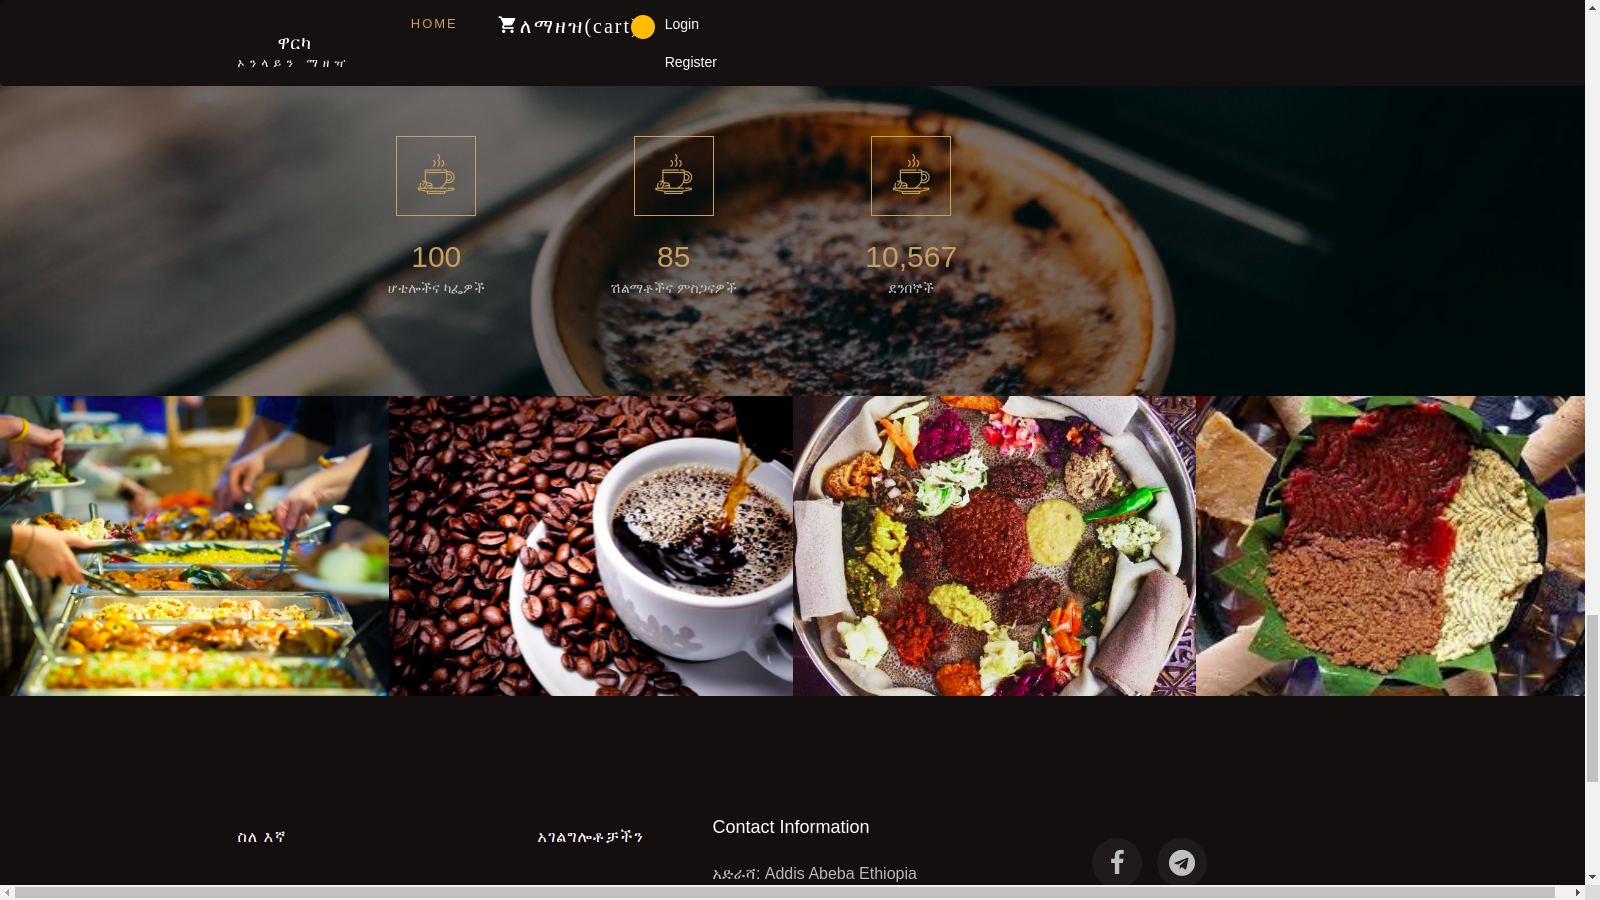 ዋርካ
ኦንላይን ማዘዣ
HOME
ለማዘዝ(cart)
Login
Register
100
ሆቴሎችና ካፌዎች
85
ሽልማቶችና ምስጋናዎች
10,567
ደንበኞች
ስለ እኛ
አገልግሎቶቻችን
Contact Information
አድራሻ: Addis Abeba Ethiopia